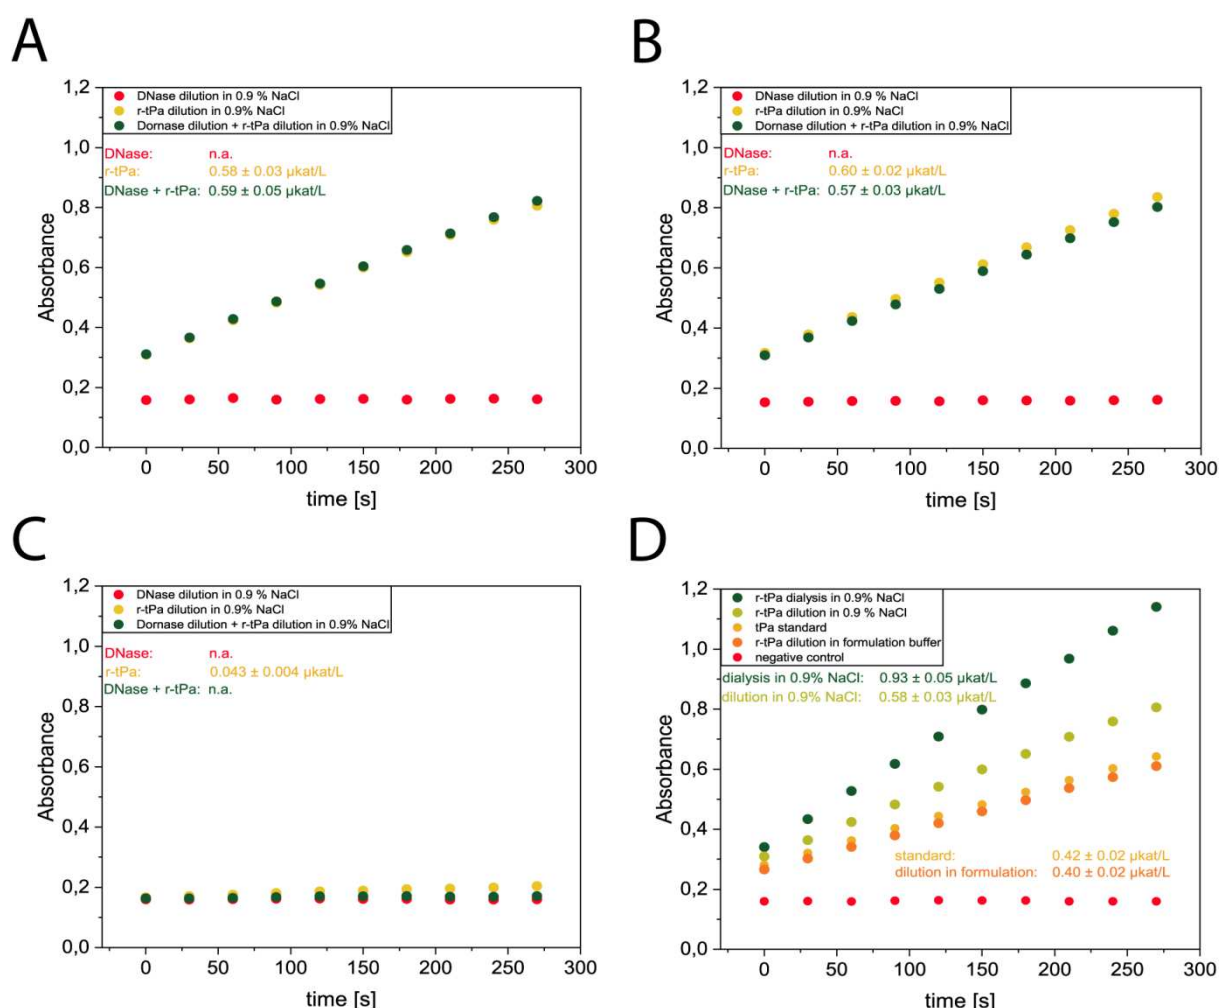 A
1,2
1,0
0,8
0,6
0,4
0,2
0,0
Absorbance
DNase dilution in 0.9 % NaCl
r-tPa dilution in 0.9% NaCl
Dornase dilution + r-tPa dilution in 0.9% NaCl
DNase: n.a.
r-tPa: 0.58 ± 0.03 µkat/L
DNase + r-tPa: 0.59 ± 0.05 µkat/L
0 50 100 150 200 250 300
time [s]
B
1,2
1,0
0,8
0,6
0,4
0,2
0,0
Absorbance
DNase dilution in 0.9 % NaCl
r-tPa dilution in 0.9% NaCl
Dornase dilution + r-tPa dilution in 0.9% NaCl
DNase: n.a.
r-tPa: 0.60 ± 0.02 µkat/L
DNase + r-tPa: 0.57 ± 0.03 µkat/L
0 50 100 150 200 250 300
time [s]
C
1,2
1,0
0,8
0,6
0,4
0,2
0,0
Absorbance
DNase dilution in 0.9 % NaCl
r-tPa dilution in 0.9% NaCl
Dornase dilution + r-tPa dilution in 0.9% NaCl
DNase: n.a.
r-tPa: 0.043 ± 0.004 µkat/L
DNase + r-tPa: n.a.
0 50 100 150 200 250 300
time [s]
D
1,2
1,0
0,8
0,6
0,4
0,2
0,0
Absorbance
r-tPa dialysis in 0.9% NaCl
r-tPa dilution in 0.9 % NaCl
tPa standard
r-tPa dilution in formulation buffer
negative control
dialysis in 0.9% NaCl: 0.93 ± 0.05 µkat/L
dilution in 0.9% NaCl: 0.58 ± 0.03 µkat/L
standard: 0.42 ± 0.02 µkat/L
dilution in formulation: 0.40 ± 0.02 µkat/L
0 50 100 150 200 250 300
time [s]